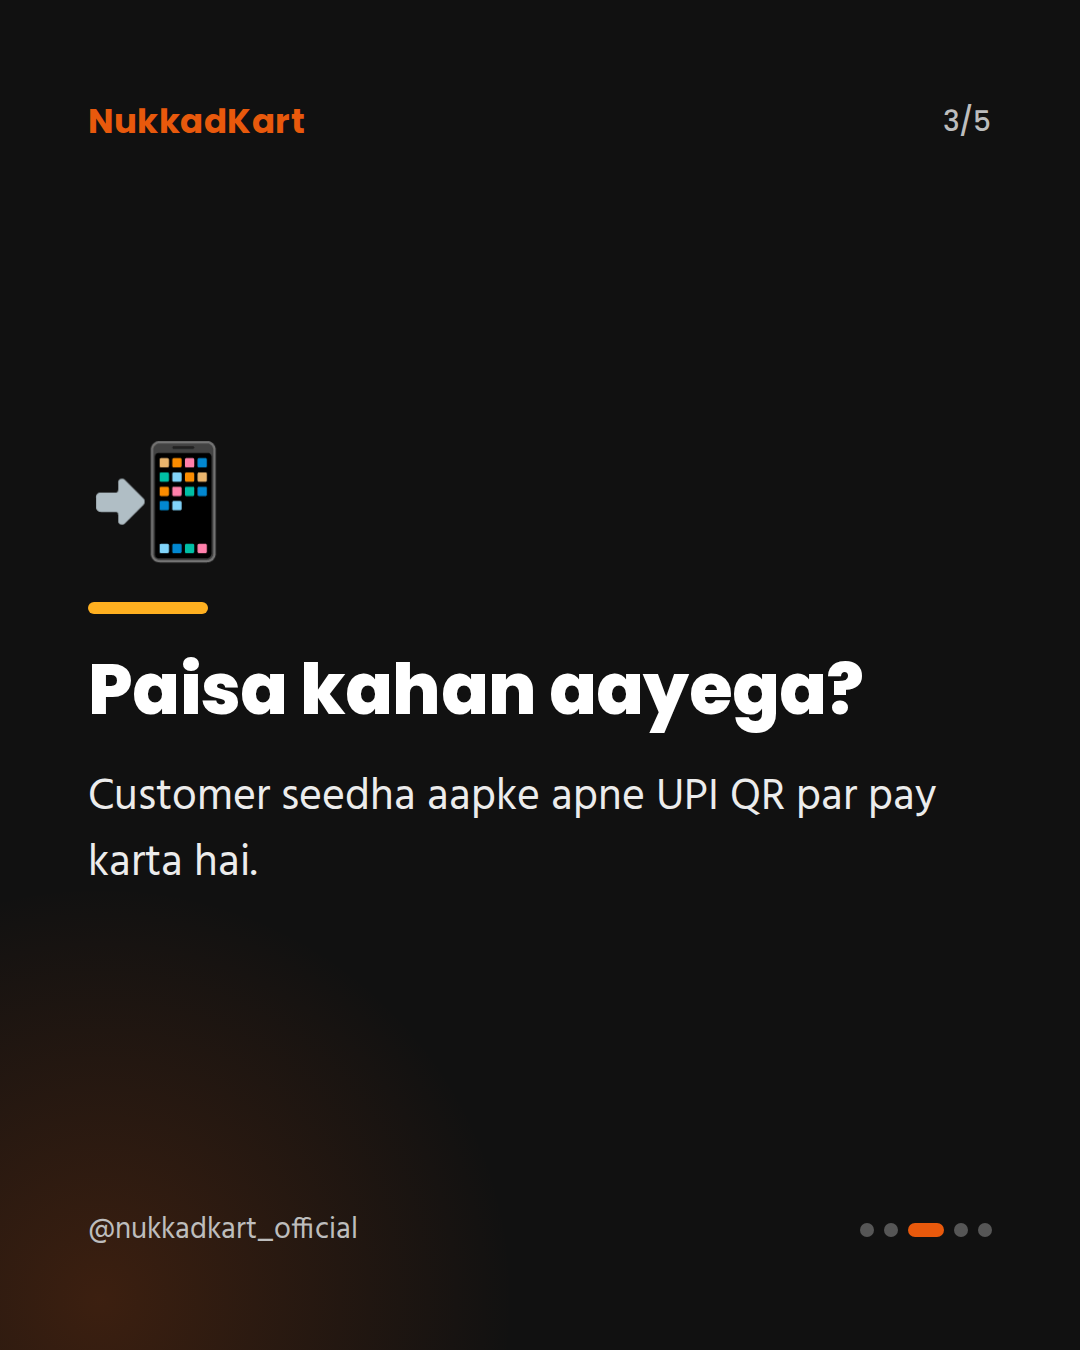 NukkadKart
3/5
Paisa kahan aayega?
Customer seedha aapke apne UPI QR par pay
karta hai.
@nukkadkart_official